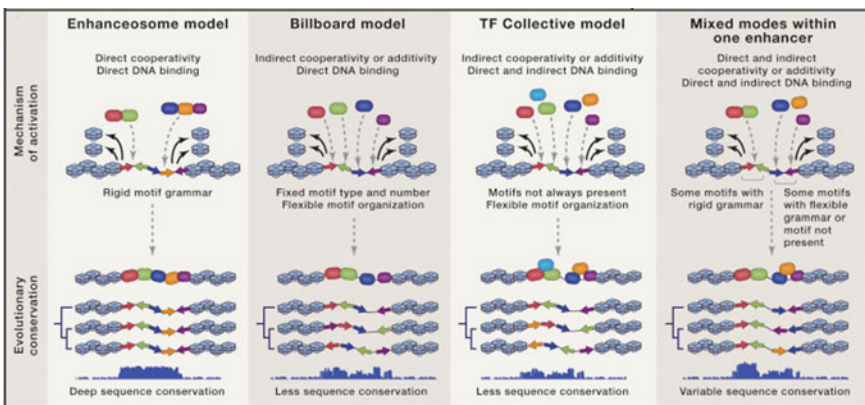 Enhanceosome model
Billboard model
TF Collective model
Mixed modes within
one enhancer
Mechanism
of activation
Direct cooperativity
Direct DNA binding
Indirect cooperativity or additivity
Direct DNA binding
Indirect cooperativity or additivity
Direct and indirect DNA binding
Direct and indirect
cooperativity or additivity
Direct and indirect DNA binding
Rigid motif grammar
Fixed motif type and number
Flexible motif organization
Motifs not always present
Flexible motif organization
Some motifs with
rigid grammar
Some motifs
with flexible
grammar or
motif not
present
Evolutionary
conservation
Deep sequence conservation
Less sequence conservation
Less sequence conservation
Variable sequence conservation